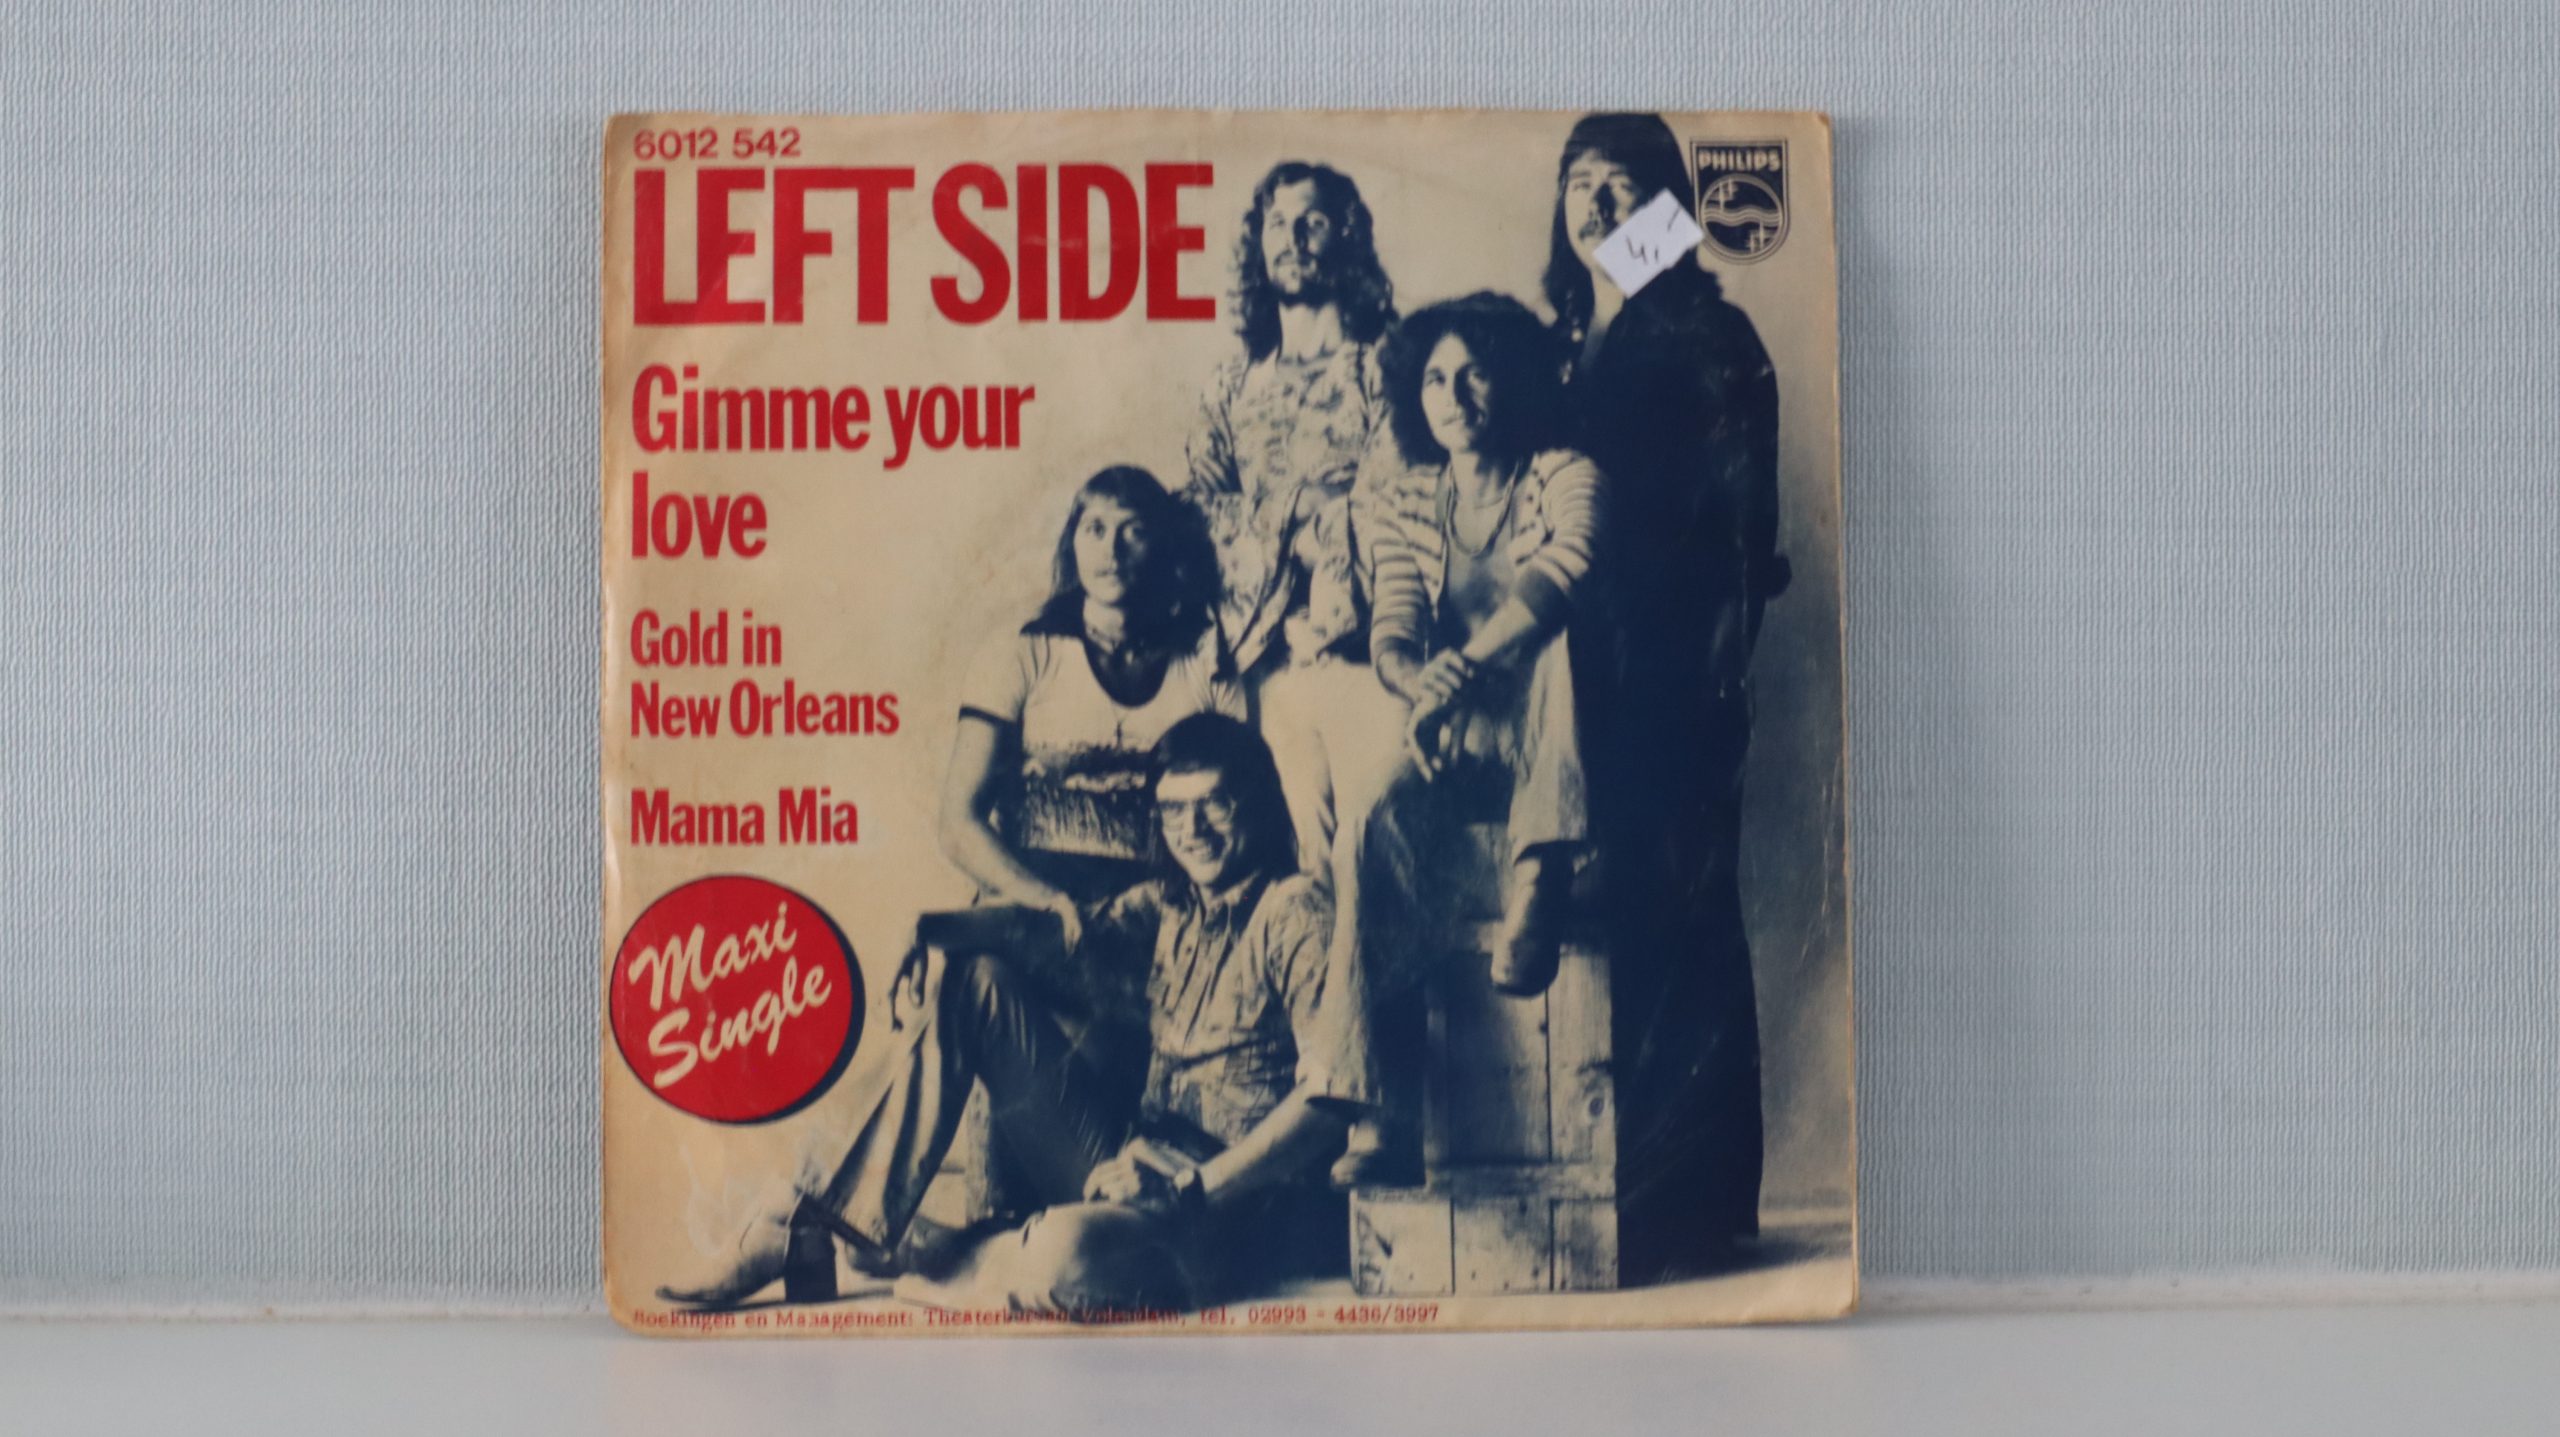 6012 542
LEFT SIDE
PHILIPS
4,-
Gimme your
love
Gold in
New Orleans
Mama Mia
Maxi
Single
Boekingen en Management: Theaterbureau Volendam, tel. 02993 - 4436/3997